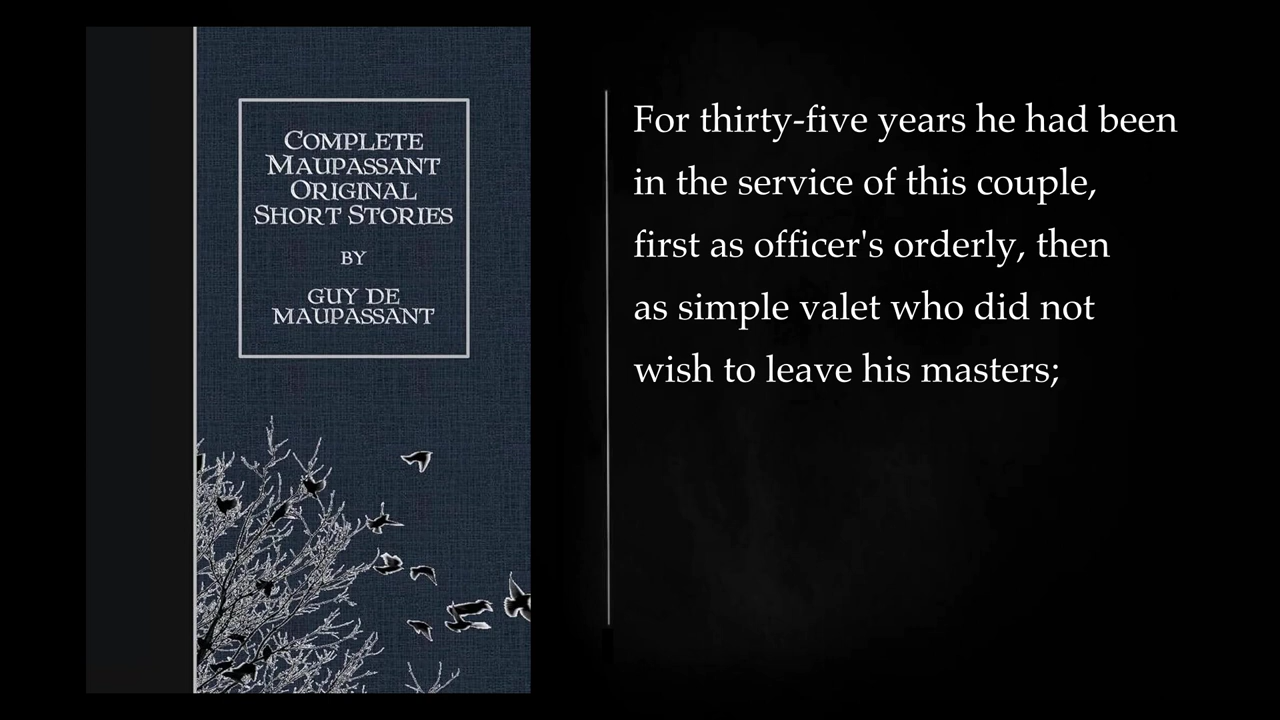 COMPLETE
MAUPASSANT
ORIGINAL
SHORT STORIES
BY
GUY DE
MAUPASSANT
For thirty-five years he had been
in the service of this couple,
first as officer's orderly, then
as simple valet who did not
wish to leave his masters;